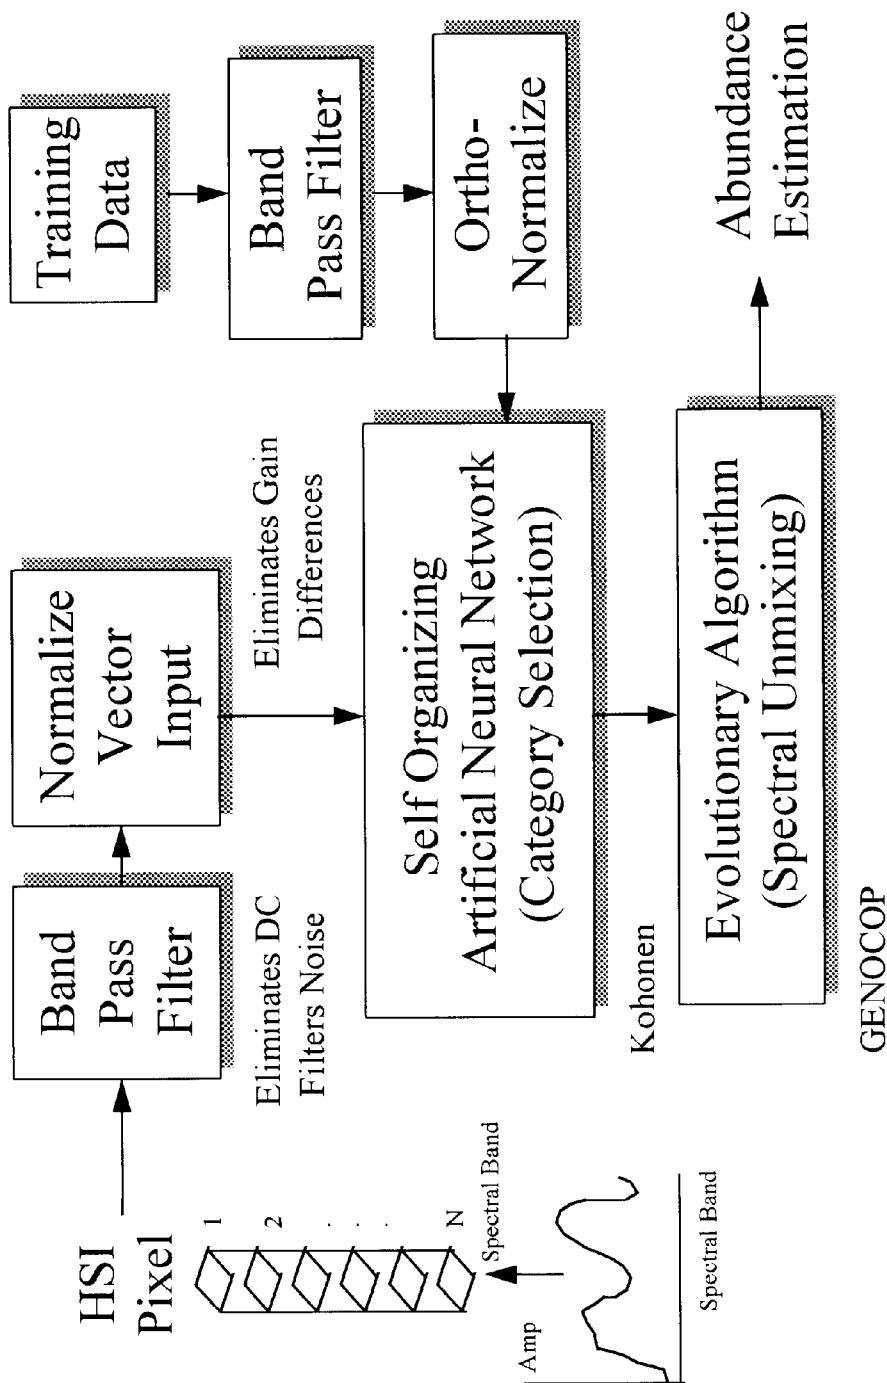 HSI
Pixel
1
2
.
.
.
N
Spectral Band
Amp
Spectral Band
Band
Pass
Filter
Eliminates DC
Filters Noise
Normalize
Vector
Input
Eliminates Gain
Differences
Training
Data
Band
Pass Filter
Ortho-
Normalize
Self Organizing
Artificial Neural Network
(Category Selection)
Kohonen
Evolutionary Algorithm
(Spectral Unmixing)
GENOCOP
Abundance
Estimation